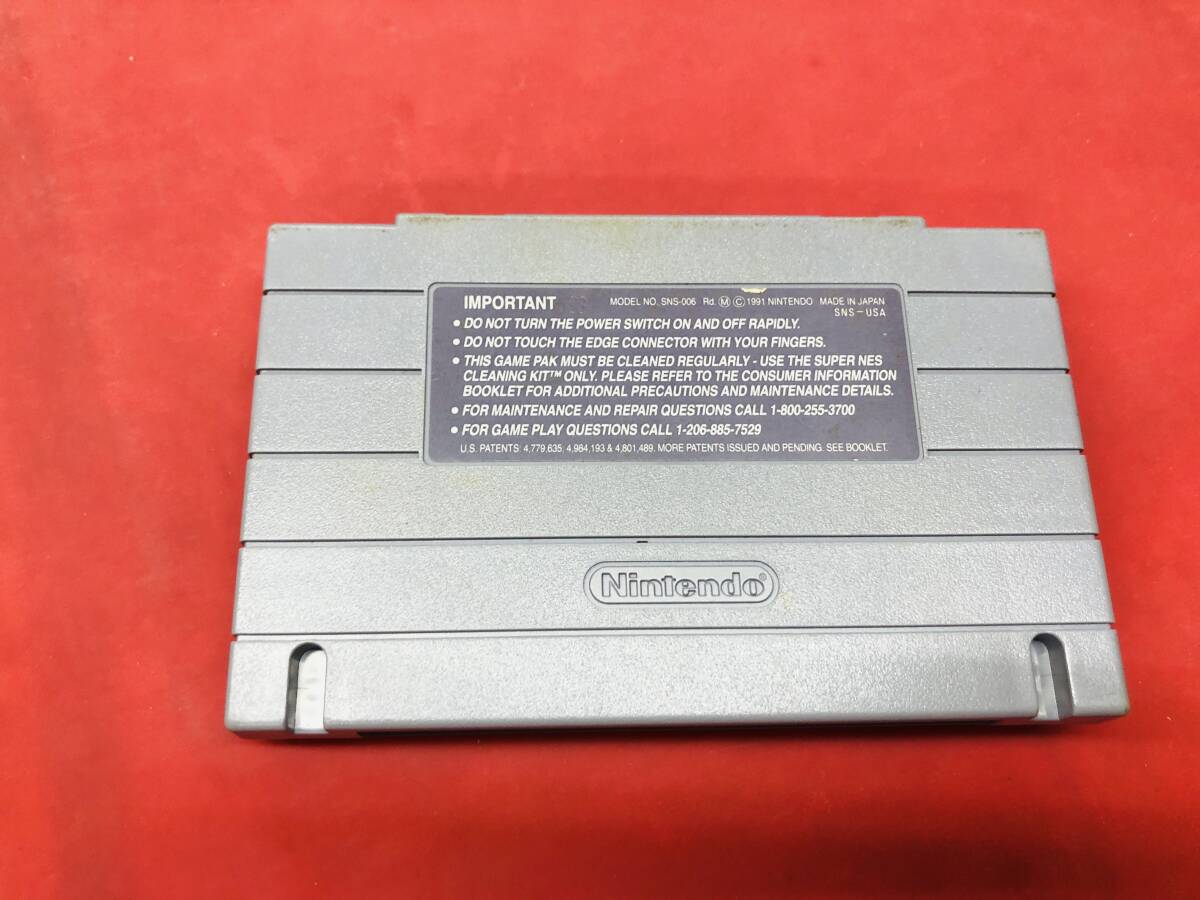 IMPORTANT MODEL NO. SNS-006 Rd. Ⓜ © 1991 NINTENDO MADE IN JAPAN
SNS-USA
• DO NOT TURN THE POWER SWITCH ON AND OFF RAPIDLY.
• DO NOT TOUCH THE EDGE CONNECTOR WITH YOUR FINGERS.
• THIS GAME PAK MUST BE CLEANED REGULARLY - USE THE SUPER NES
CLEANING KIT™ ONLY. PLEASE REFER TO THE CONSUMER INFORMATION
BOOKLET FOR ADDITIONAL PRECAUTIONS AND MAINTENANCE DETAILS.
• FOR MAINTENANCE AND REPAIR QUESTIONS CALL 1-800-255-3700
• FOR GAME PLAY QUESTIONS CALL 1-206-885-7529
U.S. PATENTS: 4,779,635; 4,984,193 & 4,801,489. MORE PATENTS ISSUED AND PENDING. SEE BOOKLET.
Nintendo®